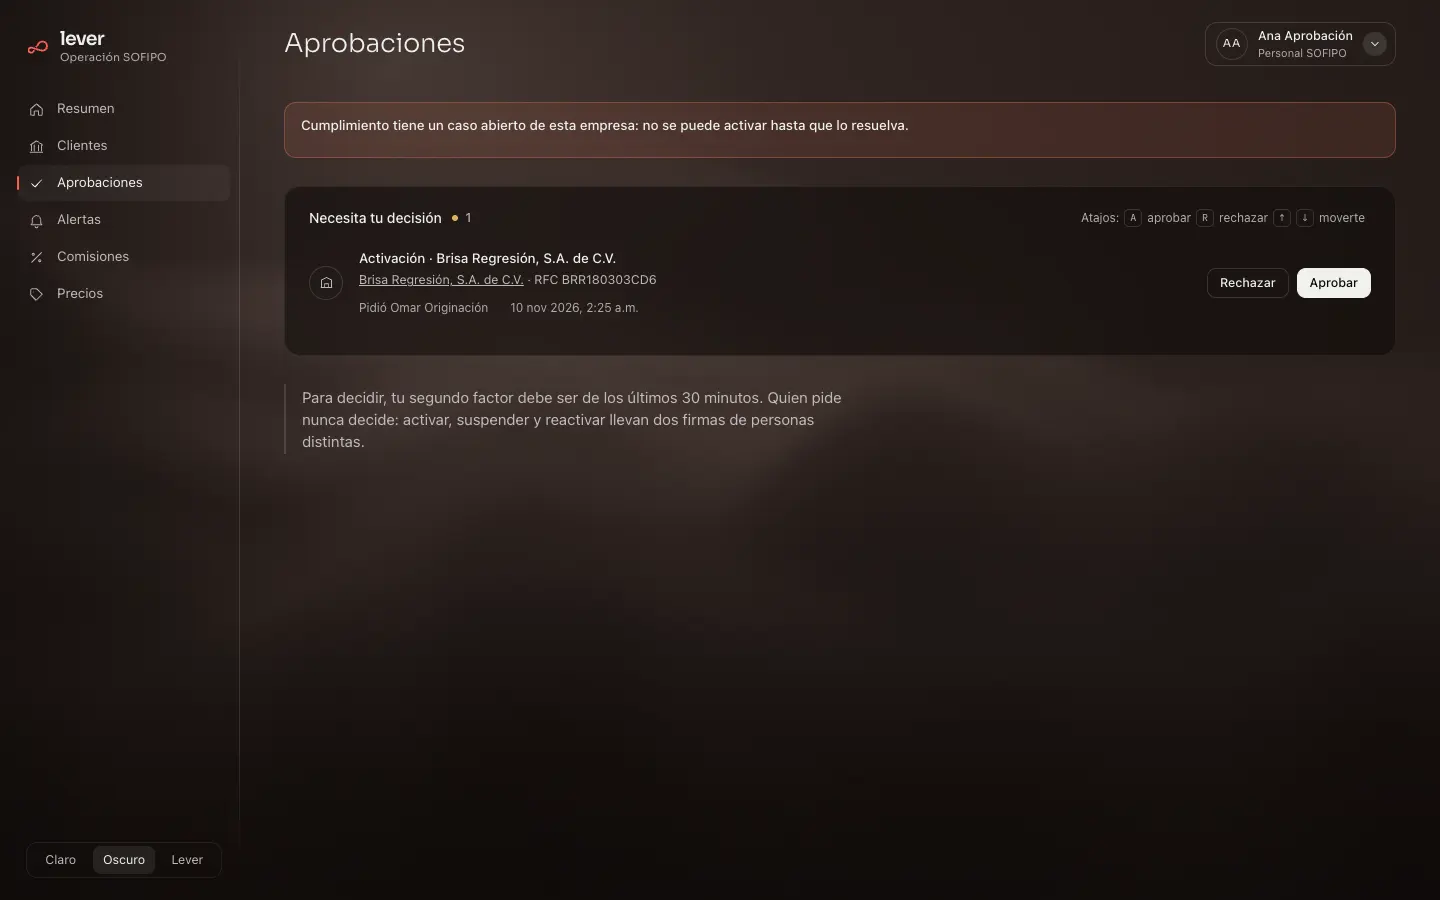 lever
Operación SOFIPO
Resumen
Clientes
Aprobaciones
Alertas
Comisiones
Precios
Claro Oscuro Lever
Aprobaciones
AA
Ana Aprobación
Personal SOFIPO
Cumplimiento tiene un caso abierto de esta empresa: no se puede activar hasta que lo resuelva.
Necesita tu decisión 1
Atajos: A aprobar R rechazar ↑ ↓ moverte
Activación · Brisa Regresión, S.A. de C.V.
Brisa Regresión, S.A. de C.V. · RFC BRR180303CD6
Pidió Omar Originación 10 nov 2026, 2:25 a.m.
Rechazar Aprobar
Para decidir, tu segundo factor debe ser de los últimos 30 minutos. Quien pide
nunca decide: activar, suspender y reactivar llevan dos firmas de personas
distintas.